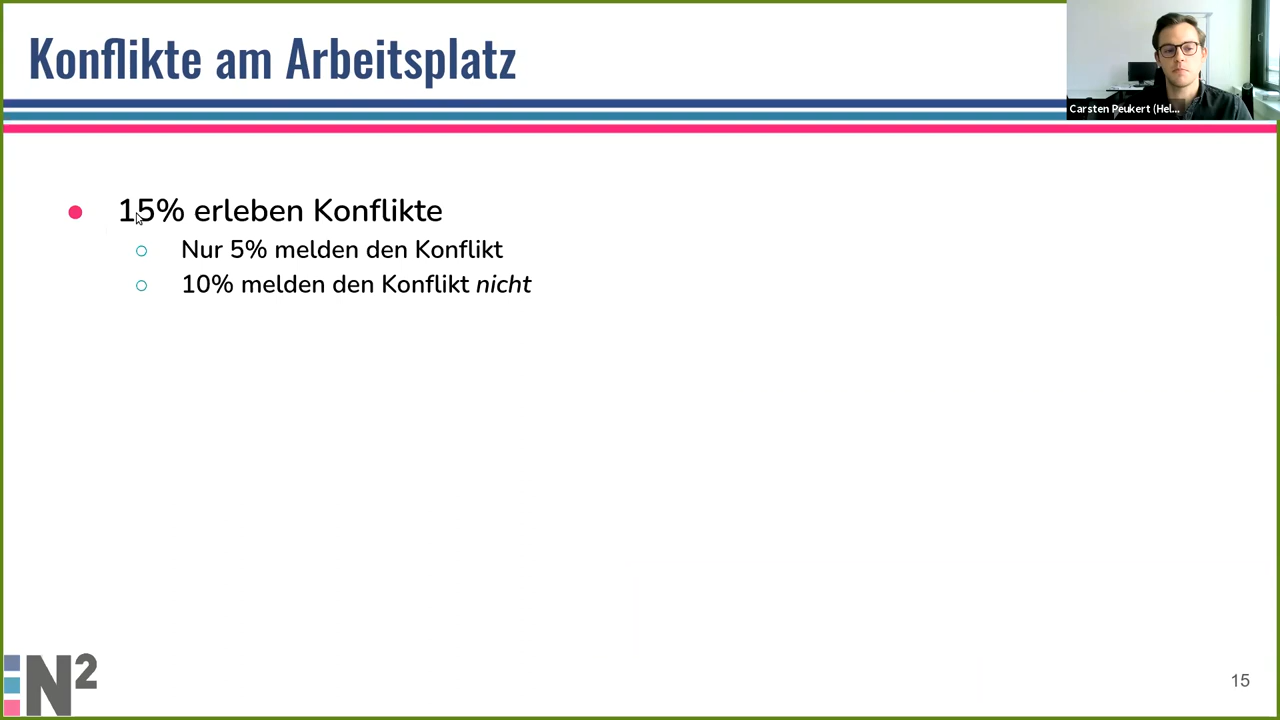 Konflikte am Arbeitsplatz
Carsten Peukert (Hel...
15% erleben Konflikte
Nur 5% melden den Konflikt
10% melden den Konflikt nicht
N²
15